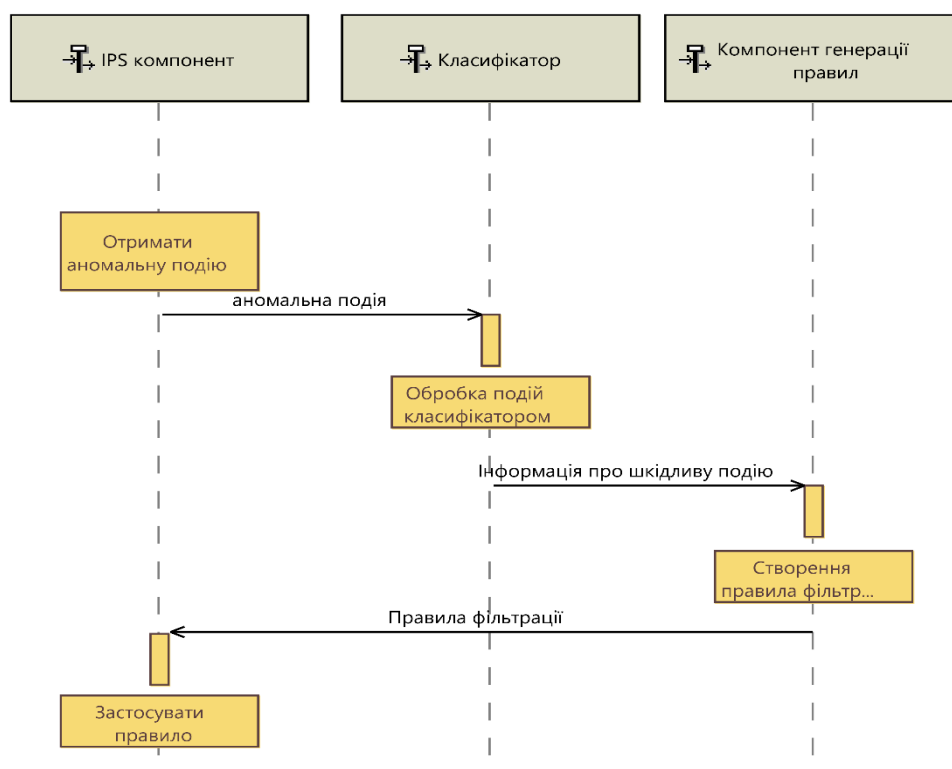 IPS компонент
Класифікатор
Компонент генерації
правил
Отримати
аномальну подію
аномальна подія
Обробка подій
класифікатором
Інформація про шкідливу подію
Створення
правила фільтр...
Правила фільтрації
Застосувати
правило